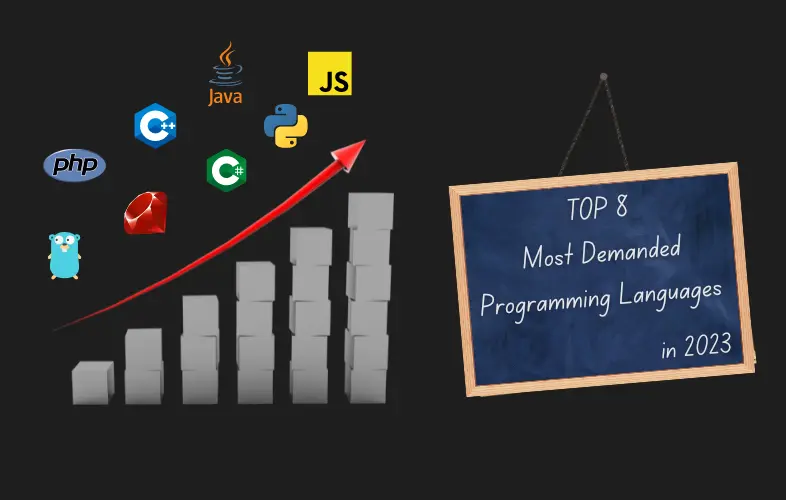 Java
JS
C++
php
C#
TOP 8
Most Demanded
Programming Languages
in 2023